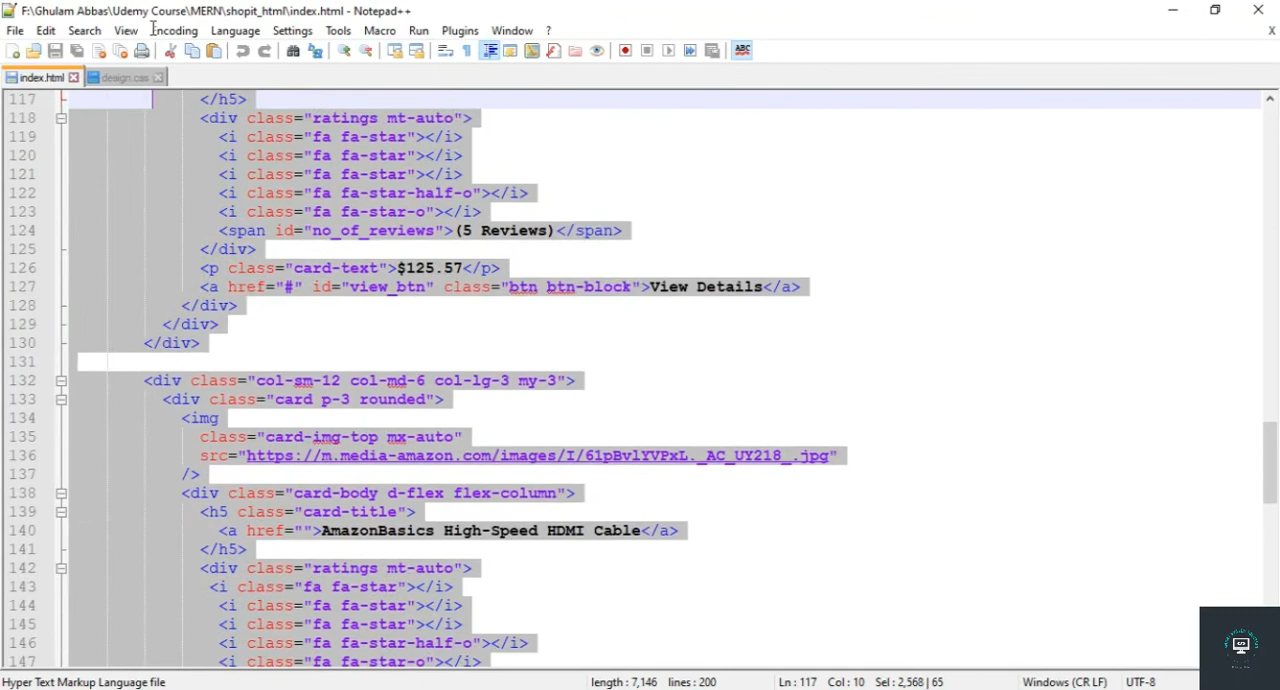 F:\Ghulam Abbas\Udemy Course\MERN\shopit_html\index.html - Notepad++
File Edit Search View Encoding Language Settings Tools Macro Run Plugins Window ? X
ABC
index.html design.css
117 </h5>
118 <div class="ratings mt-auto">
119 <i class="fa fa-star"></i>
120 <i class="fa fa-star"></i>
121 <i class="fa fa-star"></i>
122 <i class="fa fa-star-half-o"></i>
123 <i class="fa fa-star-o"></i>
124 <span id="no_of_reviews">(5 Reviews)</span>
125 </div>
126 <p class="card-text">$125.57</p>
127 <a href="#" id="view_btn" class="btn btn-block">View Details</a>
128 </div>
129 </div>
130 </div>
131
132 <div class="col-sm-12 col-md-6 col-lg-3 my-3">
133 <div class="card p-3 rounded">
134 <img
135 class="card-img-top mx-auto"
136 src="https://m.media-amazon.com/images/I/61pBvlYVPxL._AC_UY218_.jpg"
137 />
138 <div class="card-body d-flex flex-column">
139 <h5 class="card-title">
140 <a href="">AmazonBasics High-Speed HDMI Cable</a>
141 </h5>
142 <div class="ratings mt-auto">
143 <i class="fa fa-star"></i>
144 <i class="fa fa-star"></i>
145 <i class="fa fa-star"></i>
146 <i class="fa fa-star-half-o"></i>
147 <i class="fa fa-star-o"></i>
Hyper Text Markup Language file length : 7,146 lines : 200 Ln : 117 Col : 10 Sel : 2,568 | 65 Windows (CR LF) UTF-8